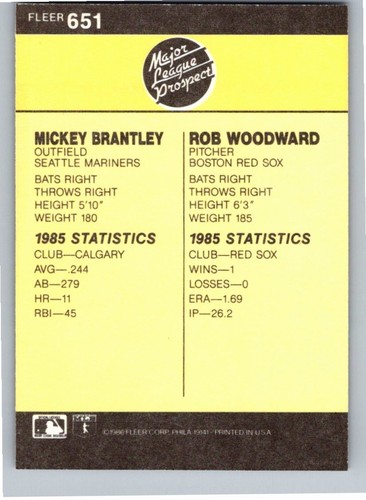 FLEER 651
Major
League
Prospect
MICKEY BRANTLEY
OUTFIELD
SEATTLE MARINERS
BATS RIGHT
THROWS RIGHT
HEIGHT 5'10"
WEIGHT 180
1985 STATISTICS
CLUB—CALGARY
AVG—.244
AB—279
HR—11
RBI—45
ROB WOODWARD
PITCHER
BOSTON RED SOX
BATS RIGHT
THROWS RIGHT
HEIGHT 6'3"
WEIGHT 185
1985 STATISTICS
CLUB—RED SOX
WINS—1
LOSSES—0
ERA—1.69
IP—26.2
©1986 FLEER CORP. PHILA. 19141 - PRINTED IN U.S.A.